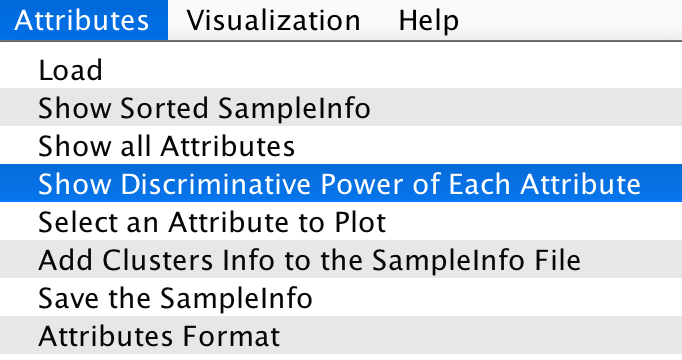 Attributes Visualization Help
Load
Show Sorted SampleInfo
Show all Attributes
Show Discriminative Power of Each Attribute
Select an Attribute to Plot
Add Clusters Info to the SampleInfo File
Save the SampleInfo
Attributes Format